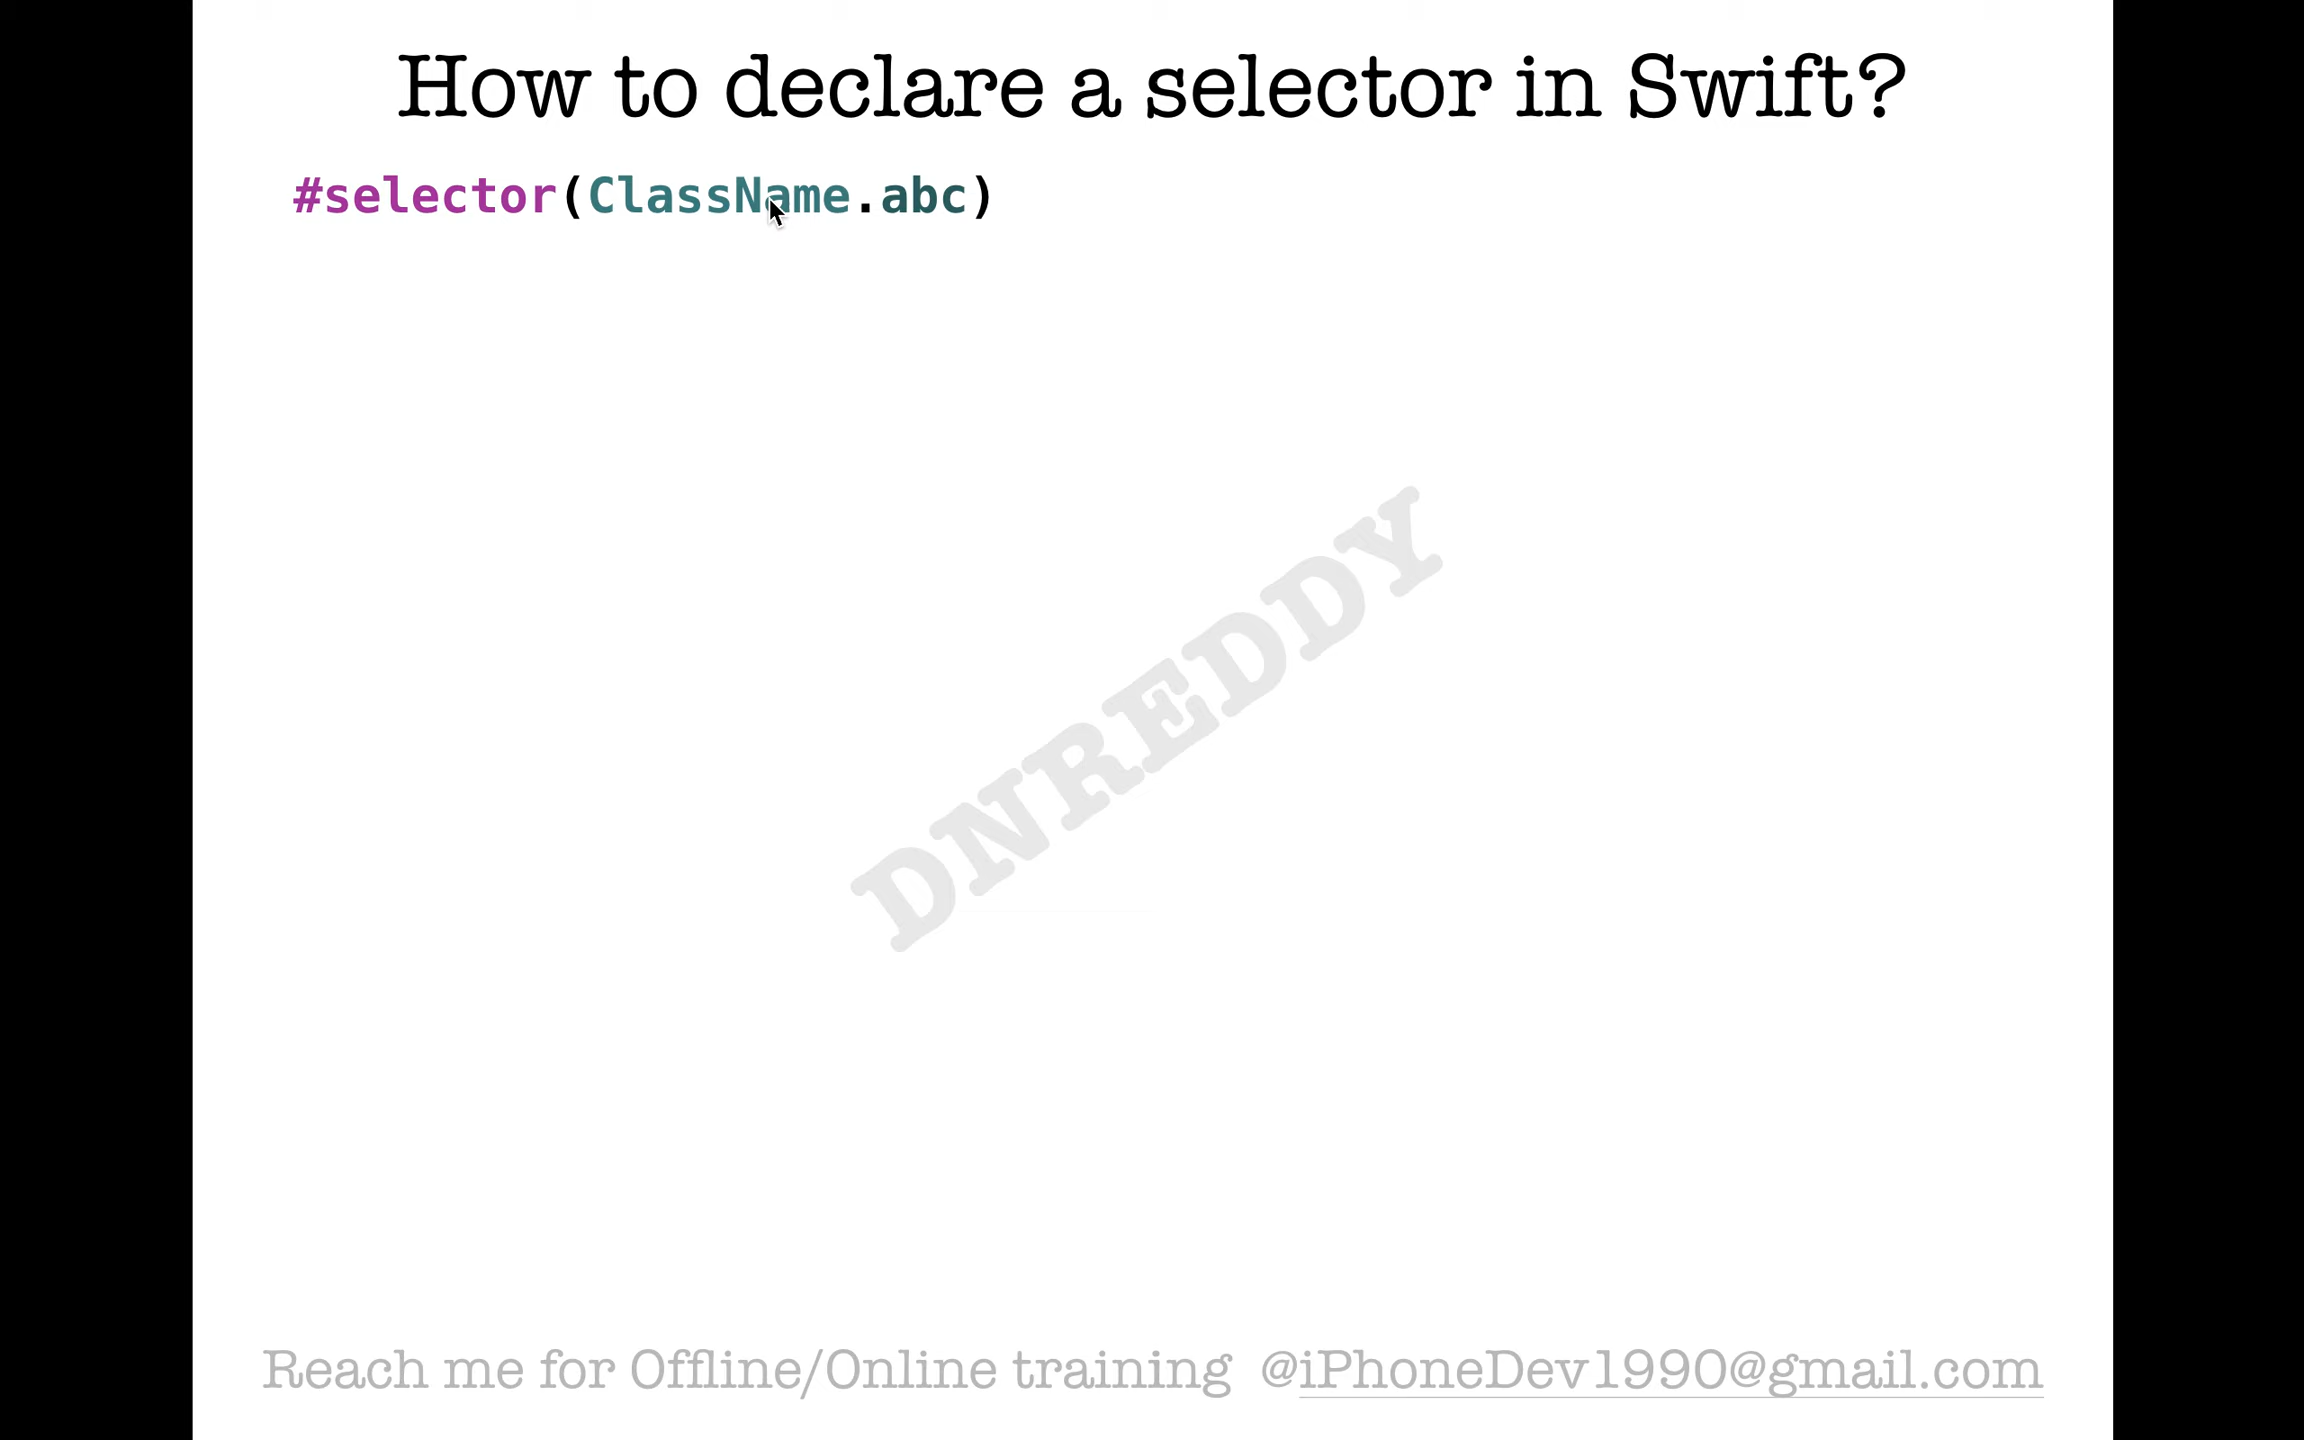 How to declare a selector in Swift?
#selector(ClassName.abc)
DNREDDY
Reach me for Offline/Online training @iPhoneDev1990@gmail.com